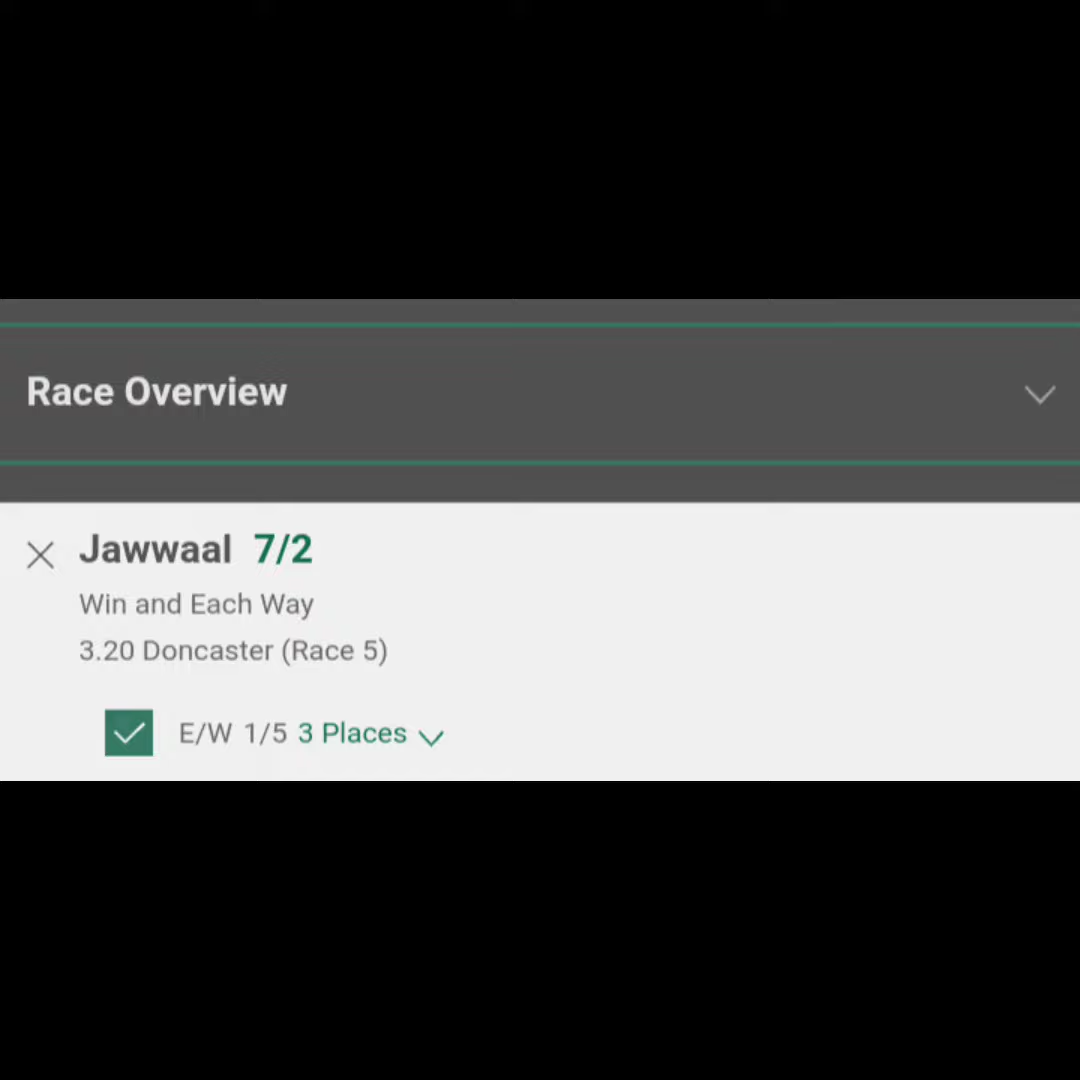 Race Overview
Jawwaal 7/2
Win and Each Way
3.20 Doncaster (Race 5)
E/W 1/5 3 Places